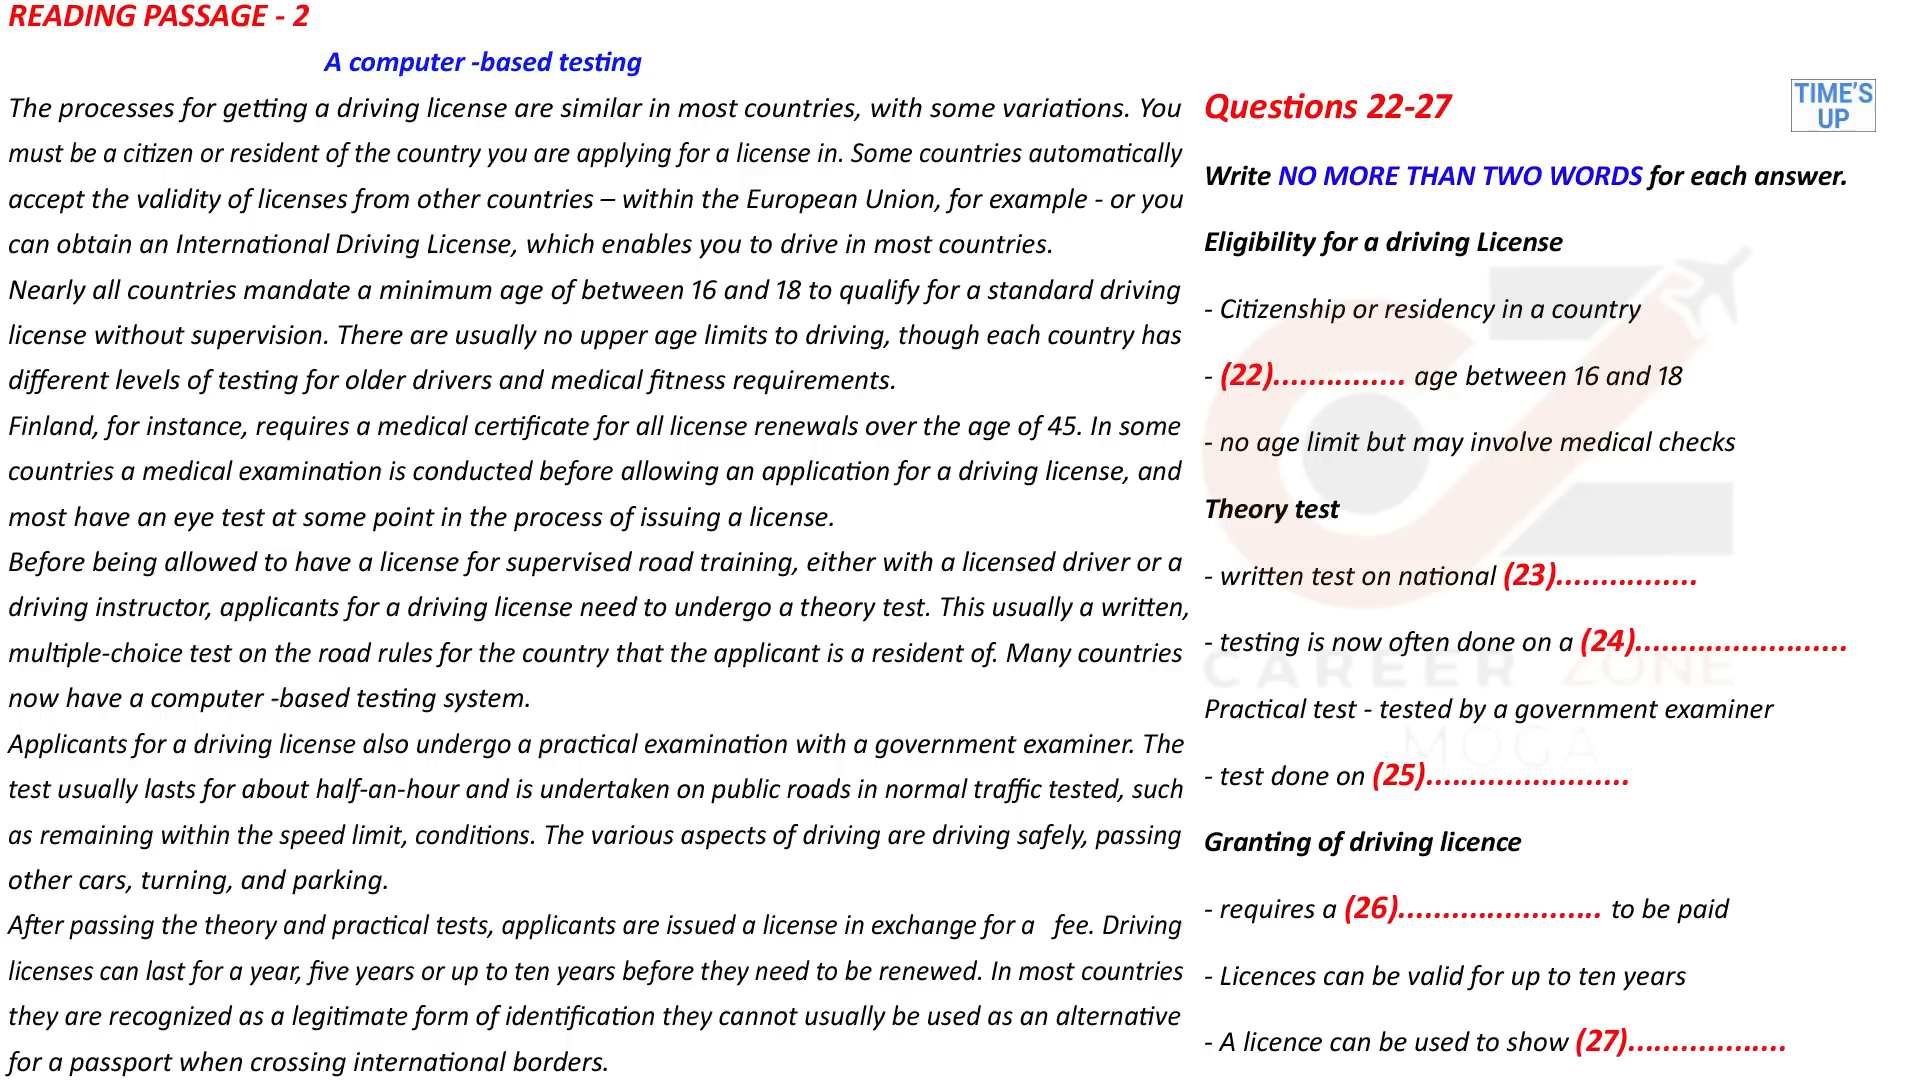 READING PASSAGE - 2
A computer -based testing
The processes for getting a driving license are similar in most countries, with some variations. You
must be a citizen or resident of the country you are applying for a license in. Some countries automatically
accept the validity of licenses from other countries – within the European Union, for example - or you
can obtain an International Driving License, which enables you to drive in most countries.
Nearly all countries mandate a minimum age of between 16 and 18 to qualify for a standard driving
license without supervision. There are usually no upper age limits to driving, though each country has
different levels of testing for older drivers and medical fitness requirements.
Finland, for instance, requires a medical certificate for all license renewals over the age of 45. In some
countries a medical examination is conducted before allowing an application for a driving license, and
most have an eye test at some point in the process of issuing a license.
Before being allowed to have a license for supervised road training, either with a licensed driver or a
driving instructor, applicants for a driving license need to undergo a theory test. This usually a written,
multiple-choice test on the road rules for the country that the applicant is a resident of. Many countries
now have a computer -based testing system.
Applicants for a driving license also undergo a practical examination with a government examiner. The
test usually lasts for about half-an-hour and is undertaken on public roads in normal traffic tested, such
as remaining within the speed limit, conditions. The various aspects of driving are driving safely, passing
other cars, turning, and parking.
After passing the theory and practical tests, applicants are issued a license in exchange for a fee. Driving
licenses can last for a year, five years or up to ten years before they need to be renewed. In most countries
they are recognized as a legitimate form of identification they cannot usually be used as an alternative
for a passport when crossing international borders.
Questions 22-27
TIME'S
UP
Write NO MORE THAN TWO WORDS for each answer.
Eligibility for a driving License
- Citizenship or residency in a country
- (22)............... age between 16 and 18
- no age limit but may involve medical checks
Theory test
- written test on national (23)................
- testing is now often done on a (24)........................
CAREER ZONE
Practical test - tested by a government examiner
MOGA
- test done on (25).......................
Granting of driving licence
- requires a (26)....................... to be paid
- Licences can be valid for up to ten years
- A licence can be used to show (27)..................